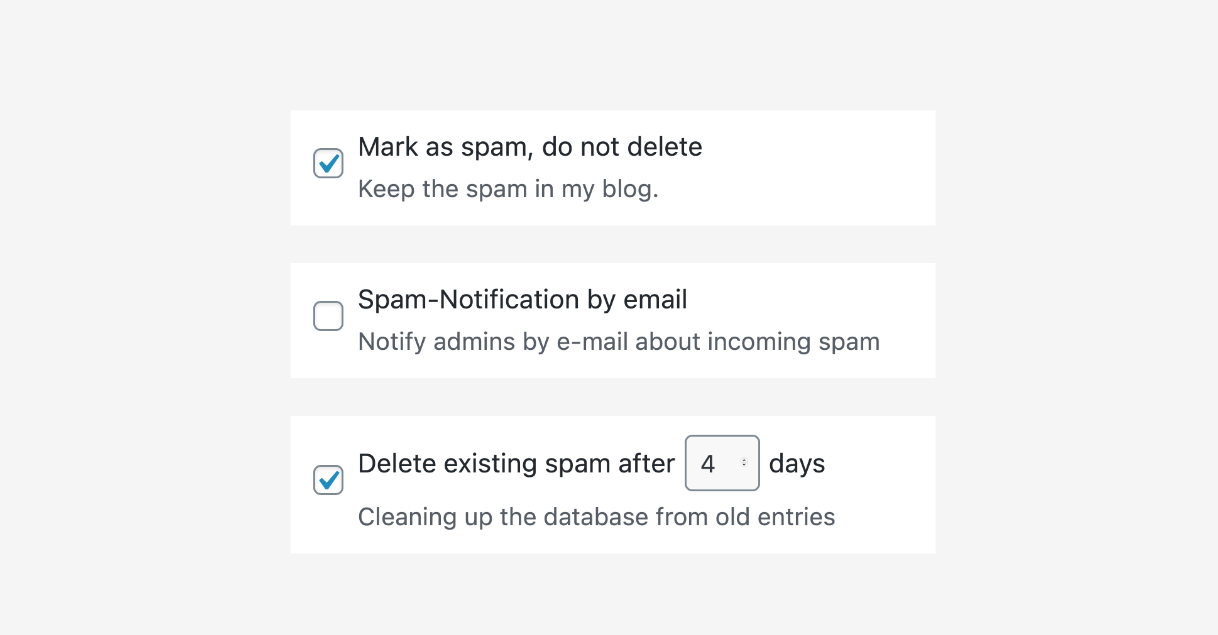 Mark as spam, do not delete
Keep the spam in my blog.
Spam-Notification by email
Notify admins by e-mail about incoming spam
Delete existing spam after 4 days
Cleaning up the database from old entries